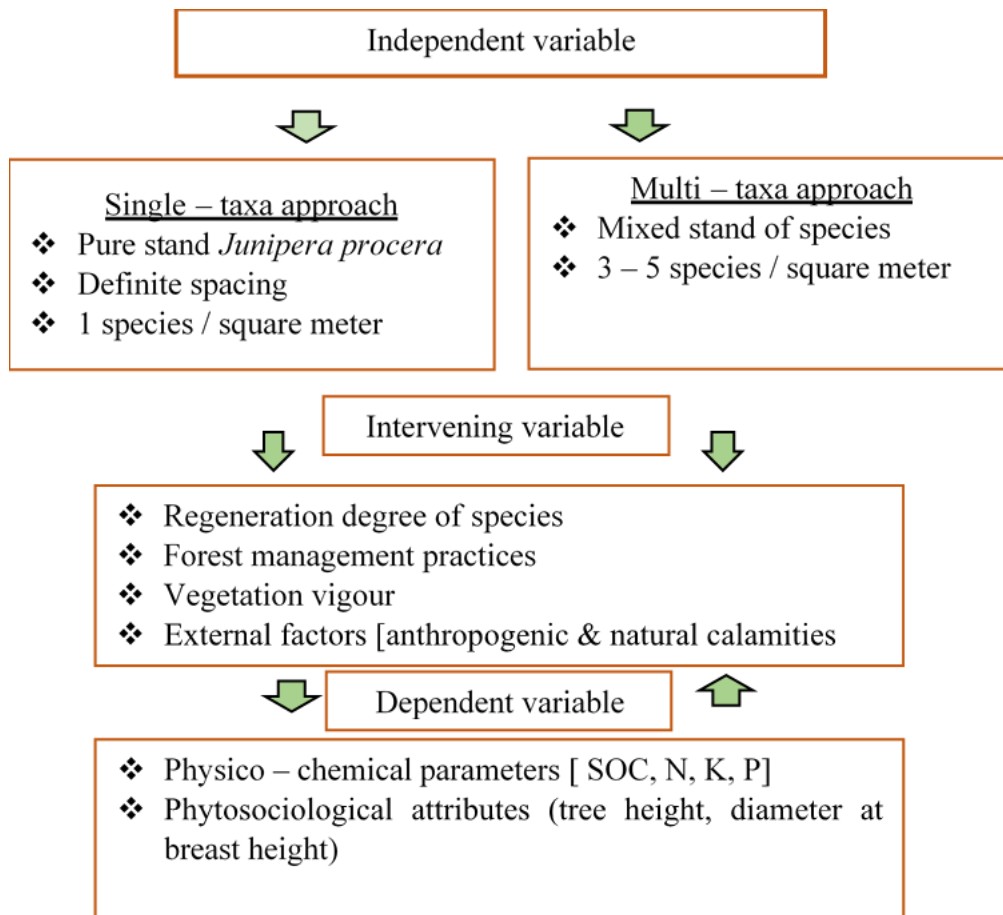 Independent variable
Single – taxa approach
❖ Pure stand Junipera procera
❖ Definite spacing
❖ 1 species / square meter
Multi – taxa approach
❖ Mixed stand of species
❖ 3 – 5 species / square meter
Intervening variable
❖ Regeneration degree of species
❖ Forest management practices
❖ Vegetation vigour
❖ External factors [anthropogenic & natural calamities
Dependent variable
❖ Physico – chemical parameters [ SOC, N, K, P]
❖ Phytosociological attributes (tree height, diameter at
breast height)